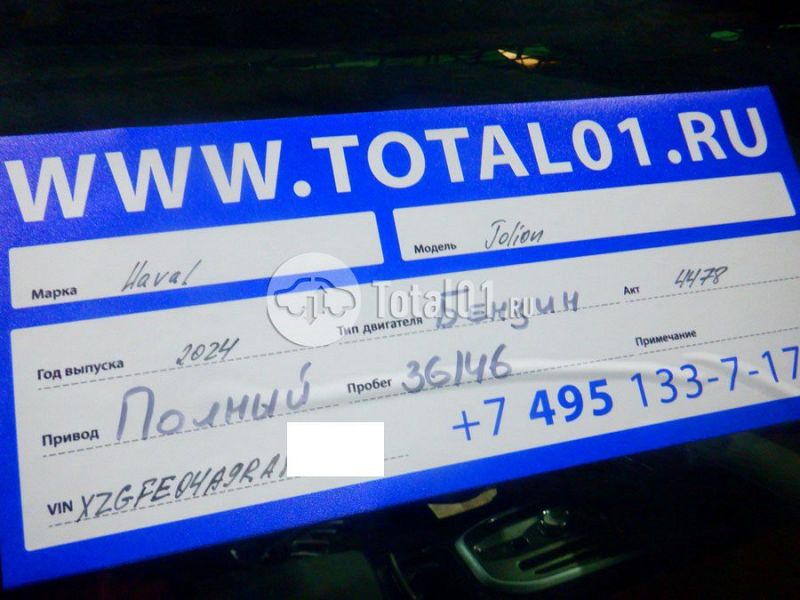 WWW.TOTAL01.RU
Марка Haval Модель Jolion
Total01.RU
Год выпуска 2024 Тип двигателя Бензин Акт 4478
Привод Полный Пробег 36146 Примечание
+7 495 133-7-17
VIN XZGFE04A9RA